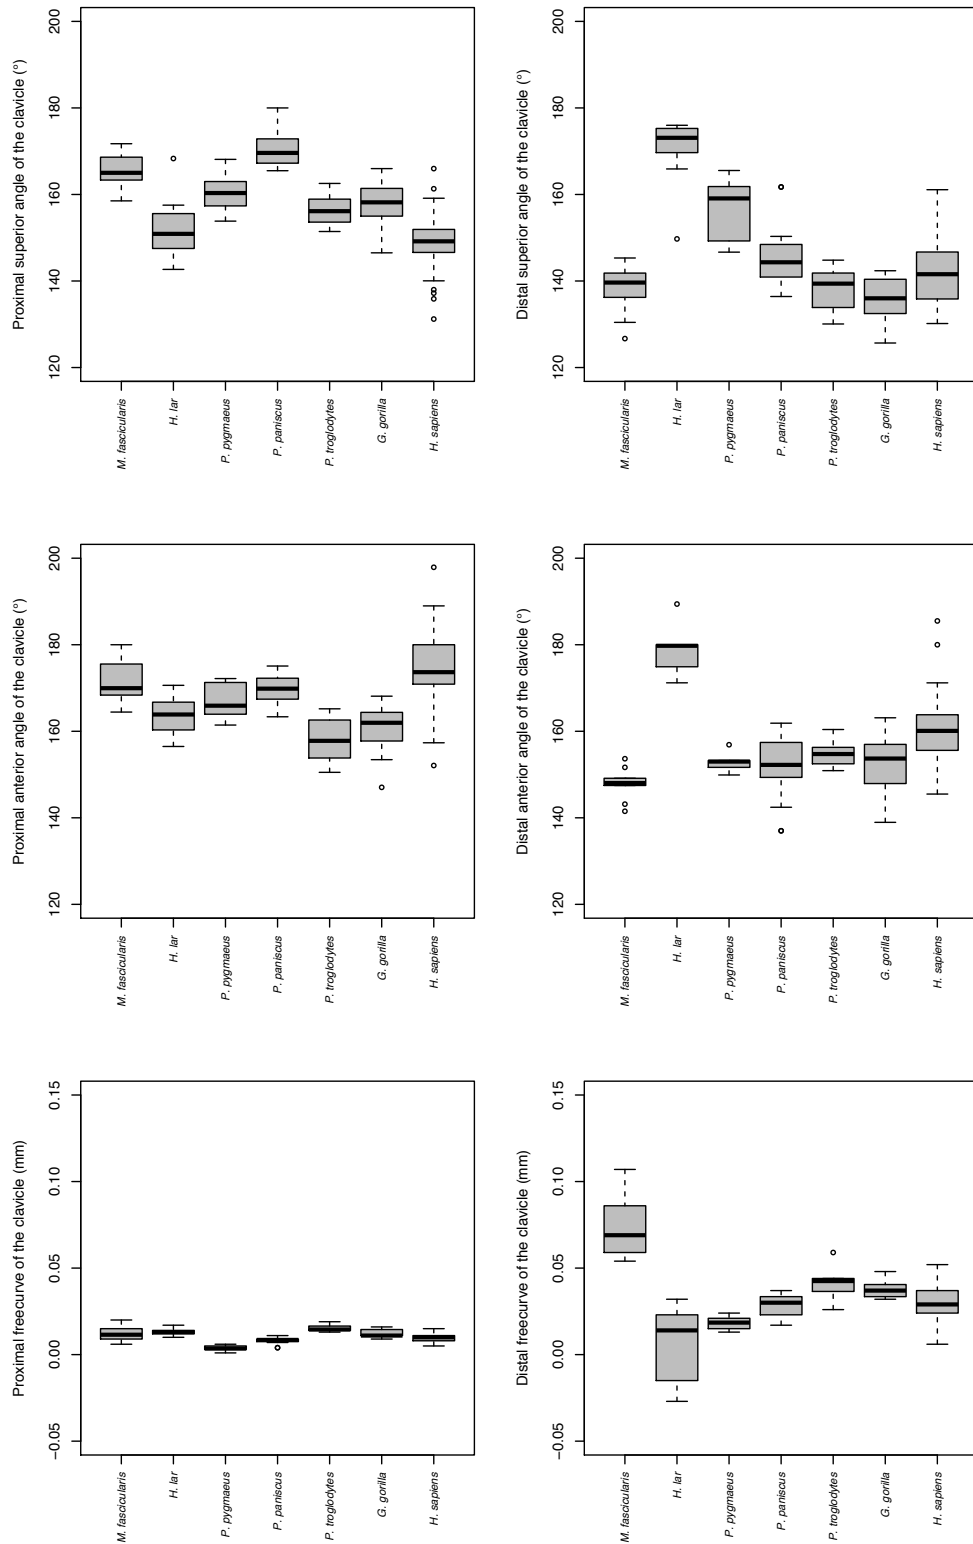 Proximal superior angle of the clavicle (°)
120
140
160
180
200
M. fascicularis
H. lar
P. pygmaeus
P. paniscus
P. troglodytes
G. gorilla
H. sapiens
Distal superior angle of the clavicle (°)
120
140
160
180
200
M. fascicularis
H. lar
P. pygmaeus
P. paniscus
P. troglodytes
G. gorilla
H. sapiens
Proximal anterior angle of the clavicle (°)
120
140
160
180
200
M. fascicularis
H. lar
P. pygmaeus
P. paniscus
P. troglodytes
G. gorilla
H. sapiens
Distal anterior angle of the clavicle (°)
120
140
160
180
200
M. fascicularis
H. lar
P. pygmaeus
P. paniscus
P. troglodytes
G. gorilla
H. sapiens
Proximal freecurve of the clavicle (mm)
−0.05
0.00
0.05
0.10
0.15
M. fascicularis
H. lar
P. pygmaeus
P. paniscus
P. troglodytes
G. gorilla
H. sapiens
Distal freecurve of the clavicle (mm)
−0.05
0.00
0.05
0.10
0.15
M. fascicularis
H. lar
P. pygmaeus
P. paniscus
P. troglodytes
G. gorilla
H. sapiens